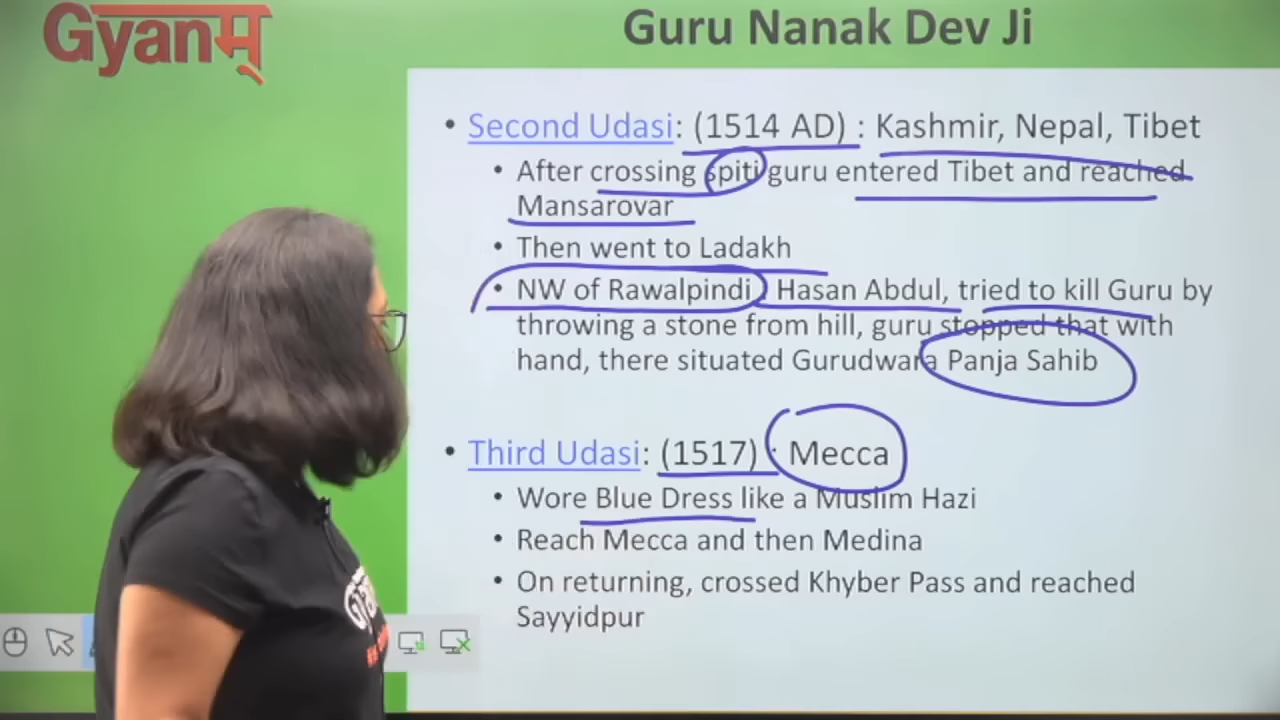 Gyanम्
Guru Nanak Dev Ji
• Second Udasi: (1514 AD) : Kashmir, Nepal, Tibet
• After crossing spiti guru entered Tibet and reached
Mansarovar
• Then went to Ladakh
• NW of Rawalpindi, Hasan Abdul, tried to kill Guru by
throwing a stone from hill, guru stopped that with
hand, there situated Gurudwara Panja Sahib
• Third Udasi: (1517) : Mecca
• Wore Blue Dress like a Muslim Hazi
• Reach Mecca and then Medina
• On returning, crossed Khyber Pass and reached
Sayyidpur